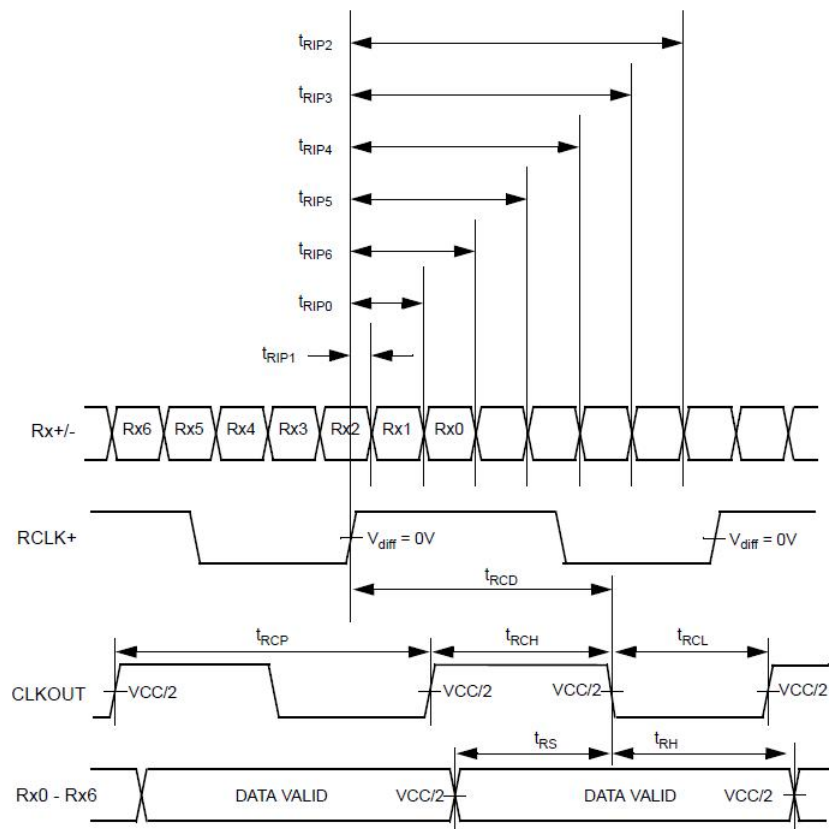 tRIP2
tRIP3
tRIP4
tRIP5
tRIP6
tRIP0
tRIP1
Rx+/- Rx6 Rx5 Rx4 Rx3 Rx2 Rx1 Rx0
RCLK+ Vdiff = 0V Vdiff = 0V
tRCD
tRCP tRCH tRCL
CLKOUT VCC/2 VCC/2 VCC/2 VCC/2
tRS tRH
Rx0 - Rx6 DATA VALID VCC/2 DATA VALID VCC/2